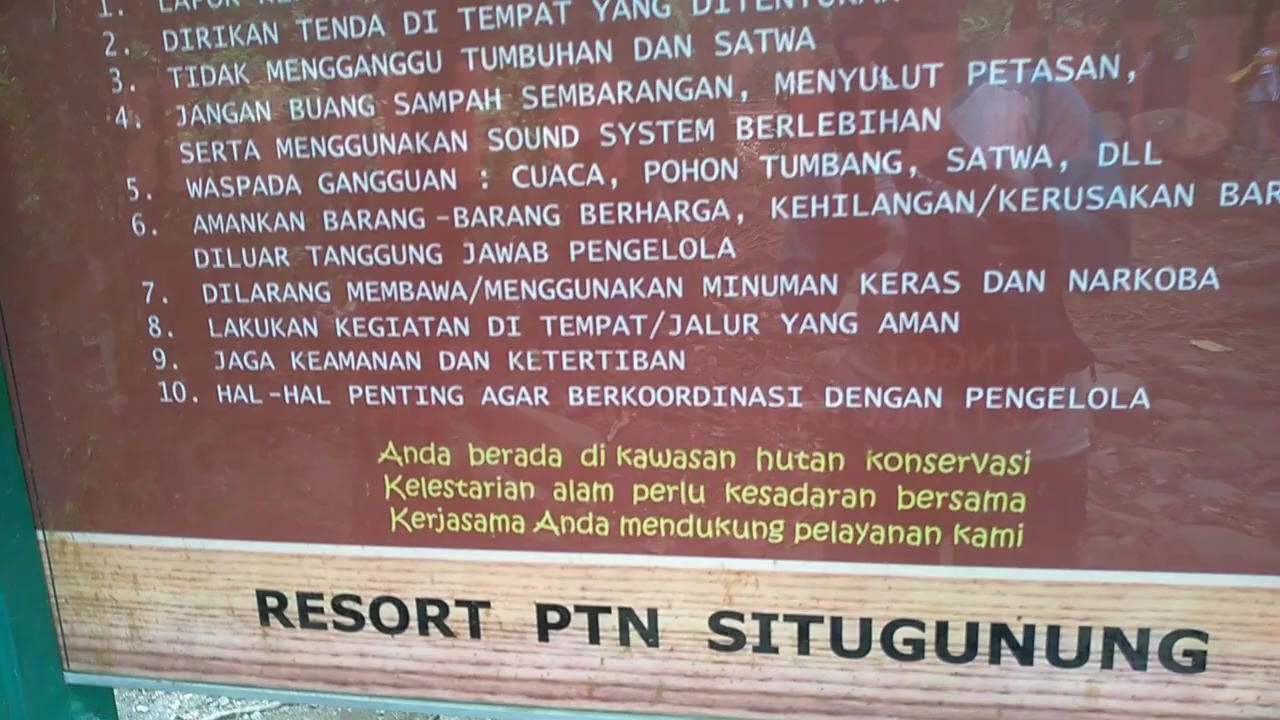 1. LAPOR
2. DIRIKAN TENDA DI TEMPAT YANG DITENTUKAN
3. TIDAK MENGGANGGU TUMBUHAN DAN SATWA
4. JANGAN BUANG SAMPAH SEMBARANGAN, MENYULUT PETASAN,
SERTA MENGGUNAKAN SOUND SYSTEM BERLEBIHAN
5. WASPADA GANGGUAN : CUACA, POHON TUMBANG, SATWA, DLL
6. AMANKAN BARANG-BARANG BERHARGA, KEHILANGAN/KERUSAKAN BAR
DILUAR TANGGUNG JAWAB PENGELOLA
7. DILARANG MEMBAWA/MENGGUNAKAN MINUMAN KERAS DAN NARKOBA
8. LAKUKAN KEGIATAN DI TEMPAT/JALUR YANG AMAN
9. JAGA KEAMANAN DAN KETERTIBAN
10. HAL-HAL PENTING AGAR BERKOORDINASI DENGAN PENGELOLA
Anda berada di kawasan hutan konservasi
Kelestarian alam perlu kesadaran bersama
Kerjasama Anda mendukung pelayanan kami
RESORT PTN SITUGUNUNG